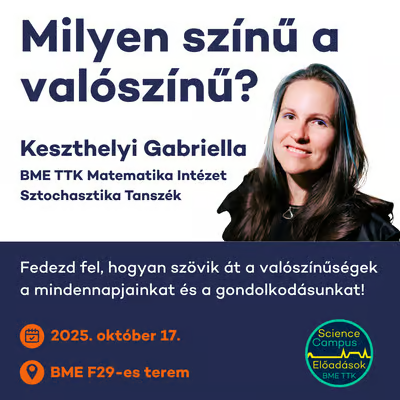 Milyen színű a
valószínű?
Keszthelyi Gabriella
BME TTK Matematika Intézet
Sztochasztika Tanszék
Fedezd fel, hogyan szövik át a valószínűségek
a mindennapjainkat és a gondolkodásunkat!
2025. október 17.
BME F29-es terem
Science
Campus
Előadások
BME TTK